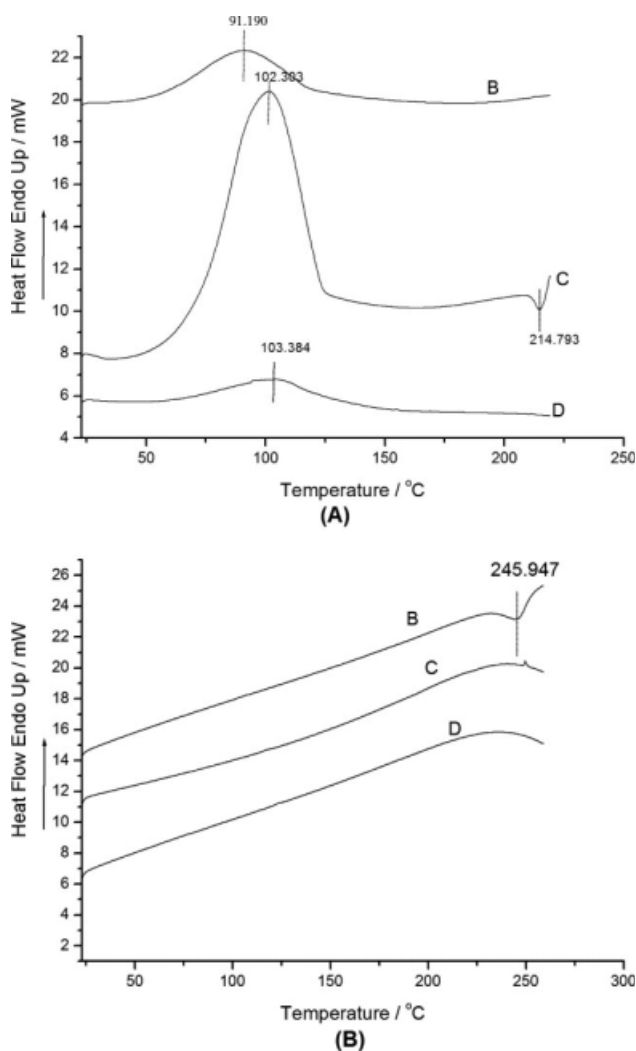 91.190
22
102.303
B
20
18
16
14
12
C
10
214.793
8
103.384
6
D
4
Heat Flow Endo Up / mW
50 100 150 200 250
Temperature / °C
(A)
26
245.947
24
B
22
20
C
18
D
16
14
12
10
8
6
4
2
Heat Flow Endo Up / mW
50 100 150 200 250 300
Temperature / °C
(B)